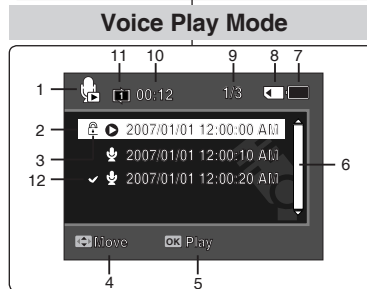 Voice Play Mode
11 10 9 8 7
1 00:12 1/3
2 2007/01/01 12:00:00 AM
3 2007/01/01 12:00:10 AM 6
12 2007/01/01 12:00:20 AM
Move OK Play
4 5